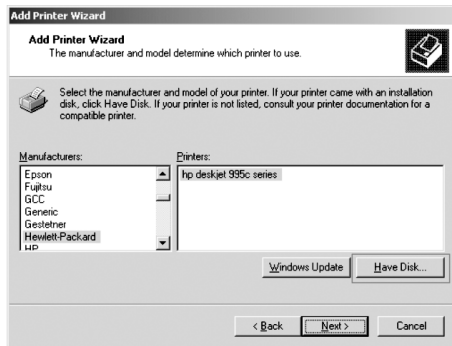 Add Printer Wizard
Add Printer Wizard
The manufacturer and model determine which printer to use.
Select the manufacturer and model of your printer. If your printer came with an installation
disk, click Have Disk. If your printer is not listed, consult your printer documentation for a
compatible printer.
Manufacturers:
Epson
Fujitsu
GCC
Generic
Gestetner
Hewlett-Packard
HP
Printers:
hp deskjet 995c series
Windows Update
Have Disk...
< Back
Next >
Cancel